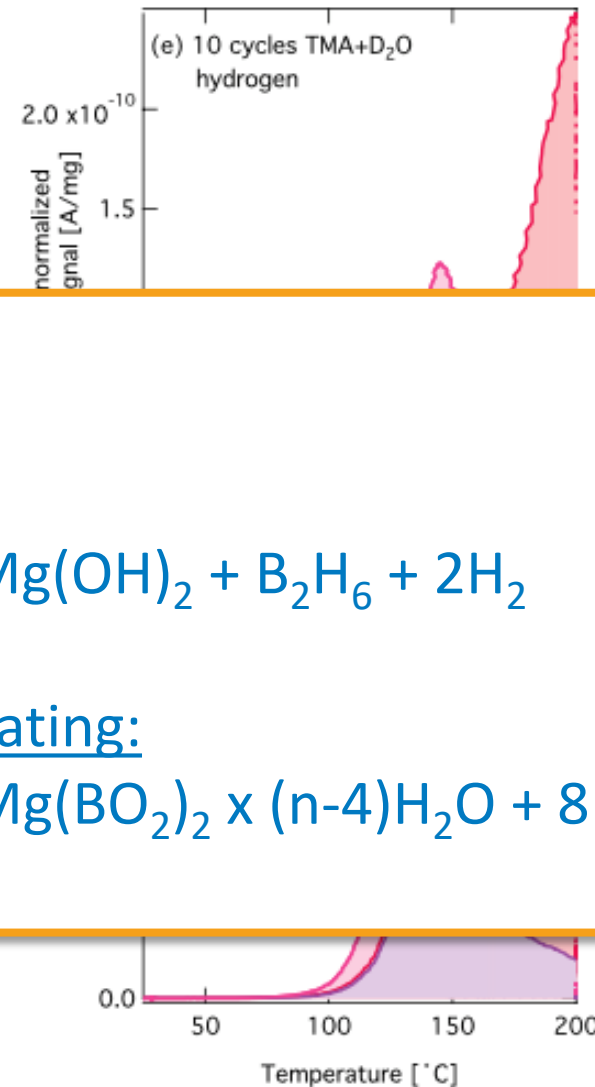 (e) 10 cycles TMA+D₂O
hydrogen
2.0 x10⁻¹⁰
normalized
gnal [A/mg]
1.5
Mg(OH)₂ + B₂H₆ + 2H₂
ating:
Mg(BO₂)₂ x (n-4)H₂O + 8
0.0
50 100 150 200
Temperature [˚C]